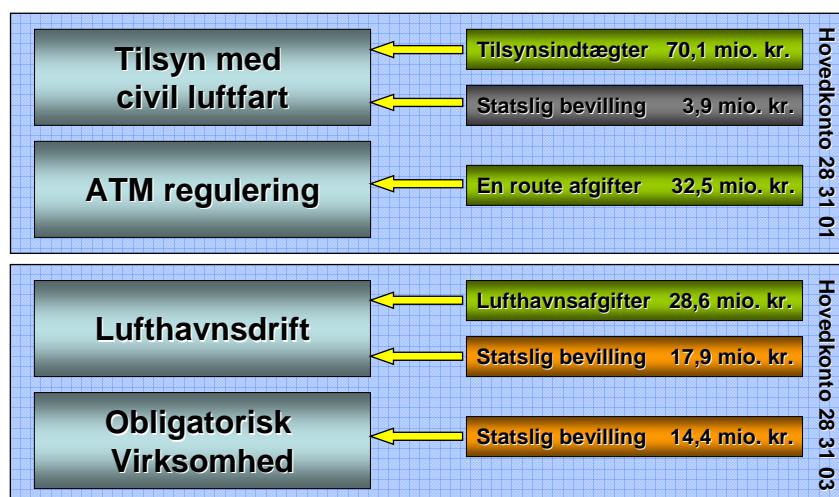 Tilsyn med
civil luftfart
Tilsynsindtægter 70,1 mio. kr.
Statslig bevilling 3,9 mio. kr.
ATM regulering
En route afgifter 32,5 mio. kr.
Hovedkonto 28 31 01
Lufthavnsdrift
Lufthavnsafgifter 28,6 mio. kr.
Statslig bevilling 17,9 mio. kr.
Obligatorisk
Virksomhed
Statslig bevilling 14,4 mio. kr.
Hovedkonto 28 31 03